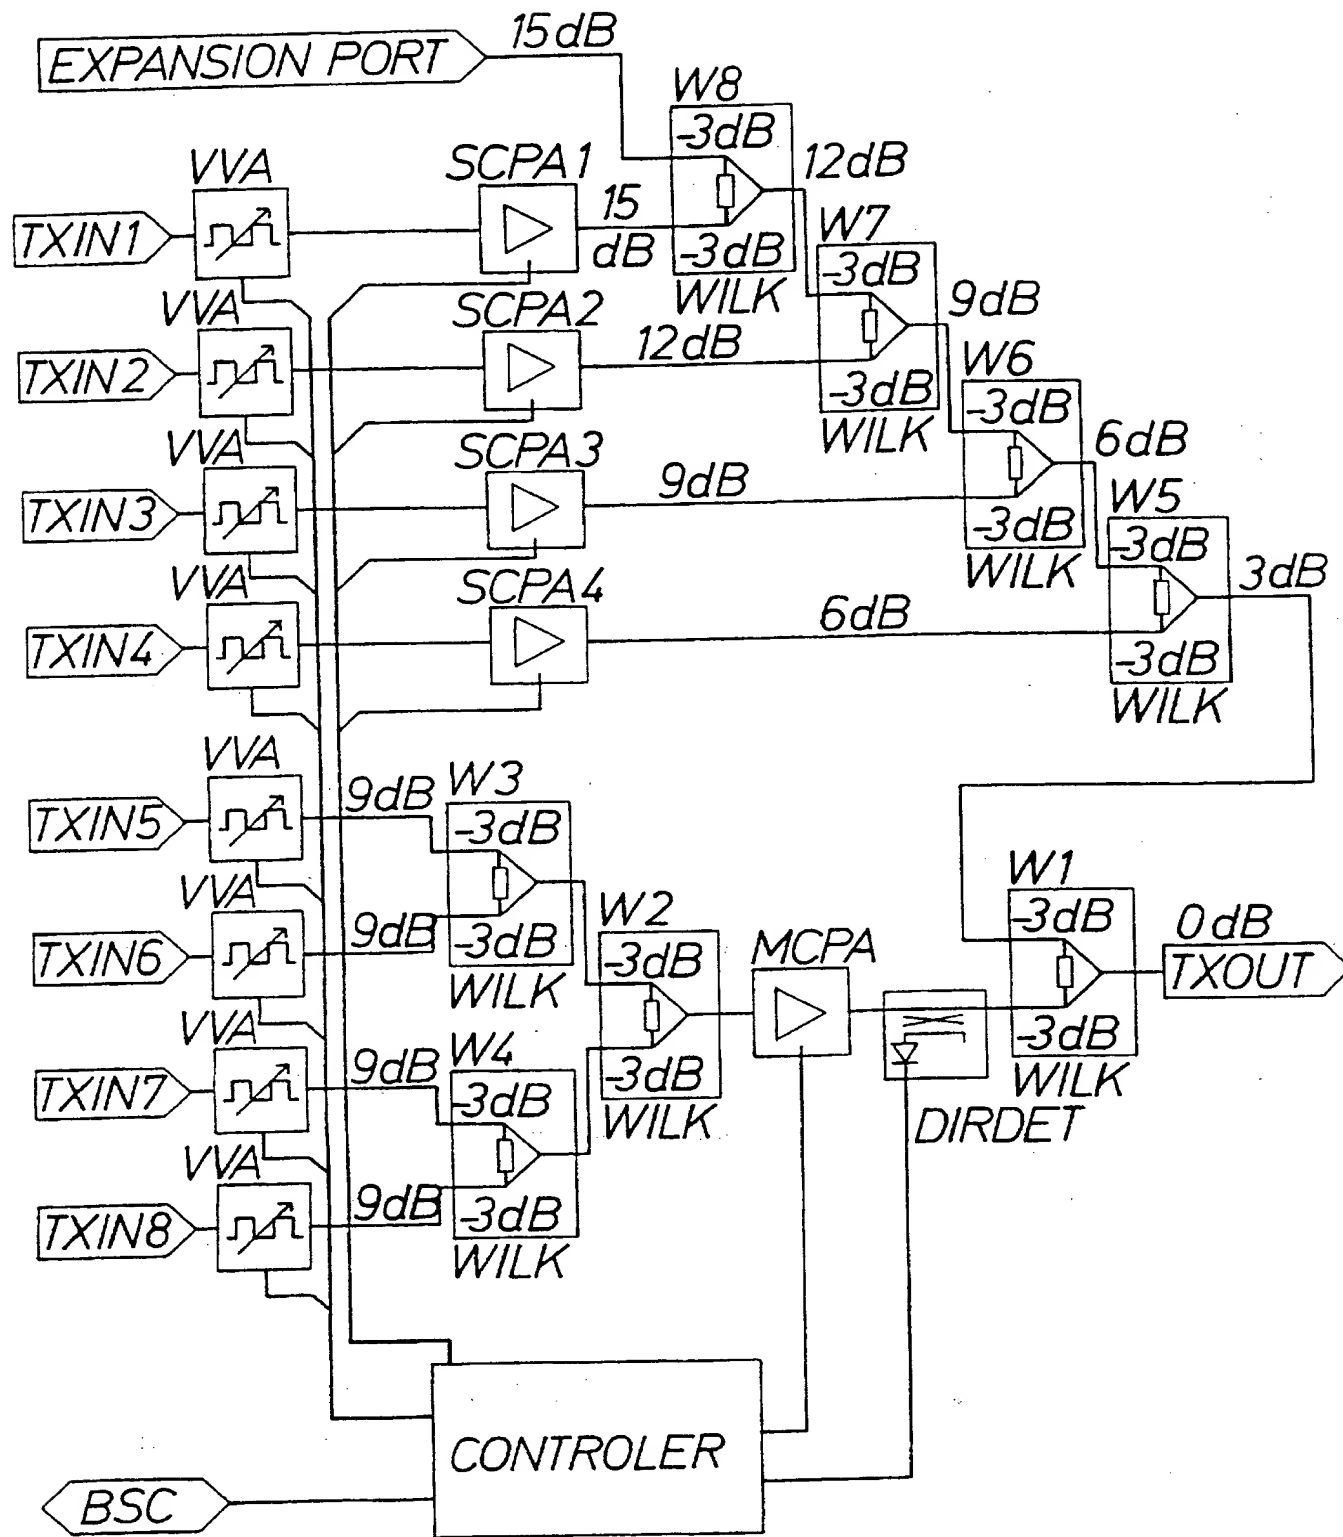 EXPANSION PORT
15dB
W8
-3dB
12dB
VVA
SCPA1
TXIN1
15
dB
-3dB
WILK
W7
-3dB
9dB
VVA
SCPA2
TXIN2
12dB
-3dB
WILK
W6
-3dB
6dB
VVA
SCPA3
TXIN3
9dB
-3dB
WILK
W5
-3dB
3dB
VVA
SCPA4
TXIN4
6dB
-3dB
WILK
VVA
TXIN5
9dB
W3
-3dB
VVA
TXIN6
9dB
-3dB
WILK
W2
-3dB
MCPA
W1
-3dB
0dB
TXOUT
VVA
TXIN7
9dB
W4
-3dB
-3dB
WILK
DIRDET
-3dB
WILK
VVA
TXIN8
9dB
-3dB
WILK
CONTROLER
BSC